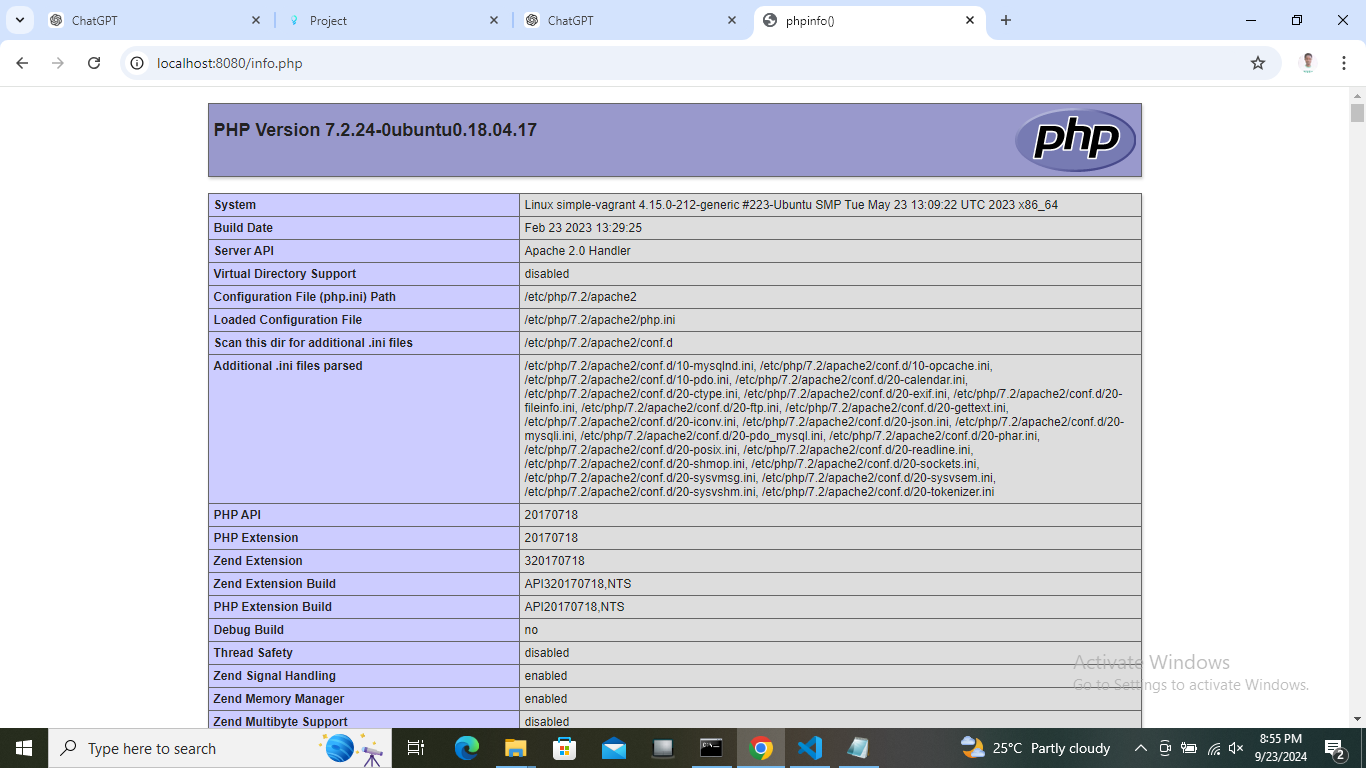 ChatGPT
Project
ChatGPT
phpinfo()
localhost:8080/info.php
PHP Version 7.2.24-0ubuntu0.18.04.17
php
System Linux simple-vagrant 4.15.0-212-generic #223-Ubuntu SMP Tue May 23 13:09:22 UTC 2023 x86_64
Build Date Feb 23 2023 13:29:25
Server API Apache 2.0 Handler
Virtual Directory Support disabled
Configuration File (php.ini) Path /etc/php/7.2/apache2
Loaded Configuration File /etc/php/7.2/apache2/php.ini
Scan this dir for additional .ini files /etc/php/7.2/apache2/conf.d
Additional .ini files parsed /etc/php/7.2/apache2/conf.d/10-mysqlnd.ini, /etc/php/7.2/apache2/conf.d/10-opcache.ini,
/etc/php/7.2/apache2/conf.d/10-pdo.ini, /etc/php/7.2/apache2/conf.d/20-calendar.ini,
/etc/php/7.2/apache2/conf.d/20-ctype.ini, /etc/php/7.2/apache2/conf.d/20-exif.ini, /etc/php/7.2/apache2/conf.d/20-
fileinfo.ini, /etc/php/7.2/apache2/conf.d/20-ftp.ini, /etc/php/7.2/apache2/conf.d/20-gettext.ini,
/etc/php/7.2/apache2/conf.d/20-iconv.ini, /etc/php/7.2/apache2/conf.d/20-json.ini, /etc/php/7.2/apache2/conf.d/20-
mysqli.ini, /etc/php/7.2/apache2/conf.d/20-pdo_mysql.ini, /etc/php/7.2/apache2/conf.d/20-phar.ini,
/etc/php/7.2/apache2/conf.d/20-posix.ini, /etc/php/7.2/apache2/conf.d/20-readline.ini,
/etc/php/7.2/apache2/conf.d/20-shmop.ini, /etc/php/7.2/apache2/conf.d/20-sockets.ini,
/etc/php/7.2/apache2/conf.d/20-sysvmsg.ini, /etc/php/7.2/apache2/conf.d/20-sysvsem.ini,
/etc/php/7.2/apache2/conf.d/20-sysvshm.ini, /etc/php/7.2/apache2/conf.d/20-tokenizer.ini
PHP API 20170718
PHP Extension 20170718
Zend Extension 320170718
Zend Extension Build API320170718,NTS
PHP Extension Build API20170718,NTS
Debug Build no
Thread Safety disabled
Zend Signal Handling enabled
Zend Memory Manager enabled
Zend Multibyte Support disabled
Activate Windows
Go to Settings to activate Windows.
Type here to search
25°C Partly cloudy
8:55 PM
9/23/2024
2